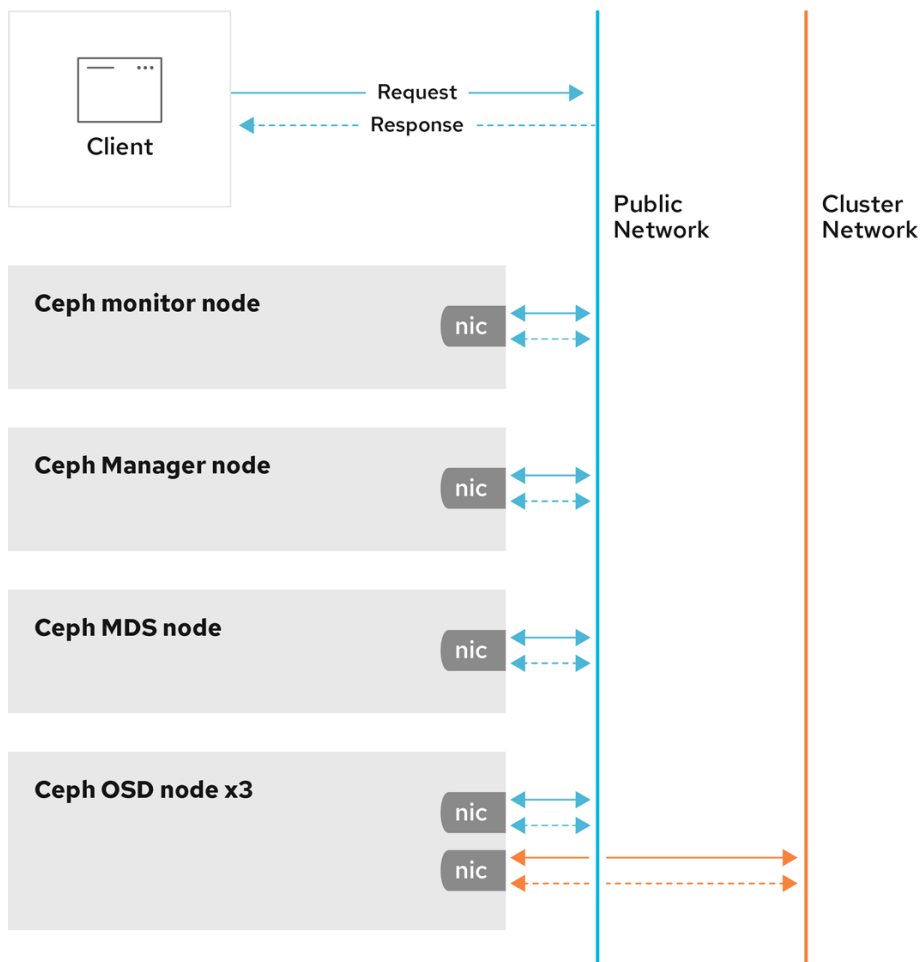 Request
Response
Client
Public
Network
Cluster
Network
Ceph monitor node
nic
Ceph Manager node
nic
Ceph MDS node
nic
Ceph OSD node x3
nic
nic